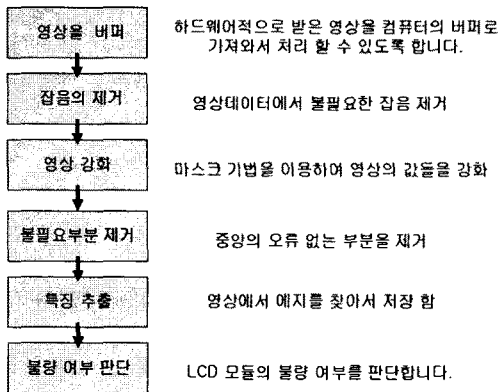 영상을 버퍼
하드웨어적으로 받은 영상을 컴퓨터의 버퍼로
가져와서 처리 할 수 있도록 합니다.
잡음의 제거
영상데이터에서 불필요한 잡음 제거
영상 강화
마스크 기법을 이용하여 영상의 값들을 강화
불필요부분 제거
중앙의 오류 없는 부분을 제거
특징 추출
영상에서 에지를 찾아서 저장 함
불량 여부 판단
LCD 모듈의 불량 여부를 판단합니다.